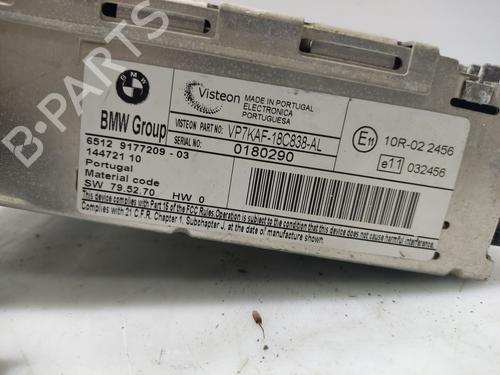 B-PARTS
BMW
BMW Group
Visteon
MADE IN PORTUGAL
ELECTRONICA
PORTUGUESA
VISTEON PART NO: VP7KAF-18C838-AL
SERIAL NO: 0180290
6512 9177209 - 03
144721 10
Portugal
Material code
SW 79.52.70 HW 0
E11 10R-02 2456
e11 032456
This device complies with Part 15 of the FCC Rules. Operation is subject to the condition that this device does not cause harmful interference
Complies with 21 C.F.R. Chapter 1, Subchapter J, at the date of manufacture shown.